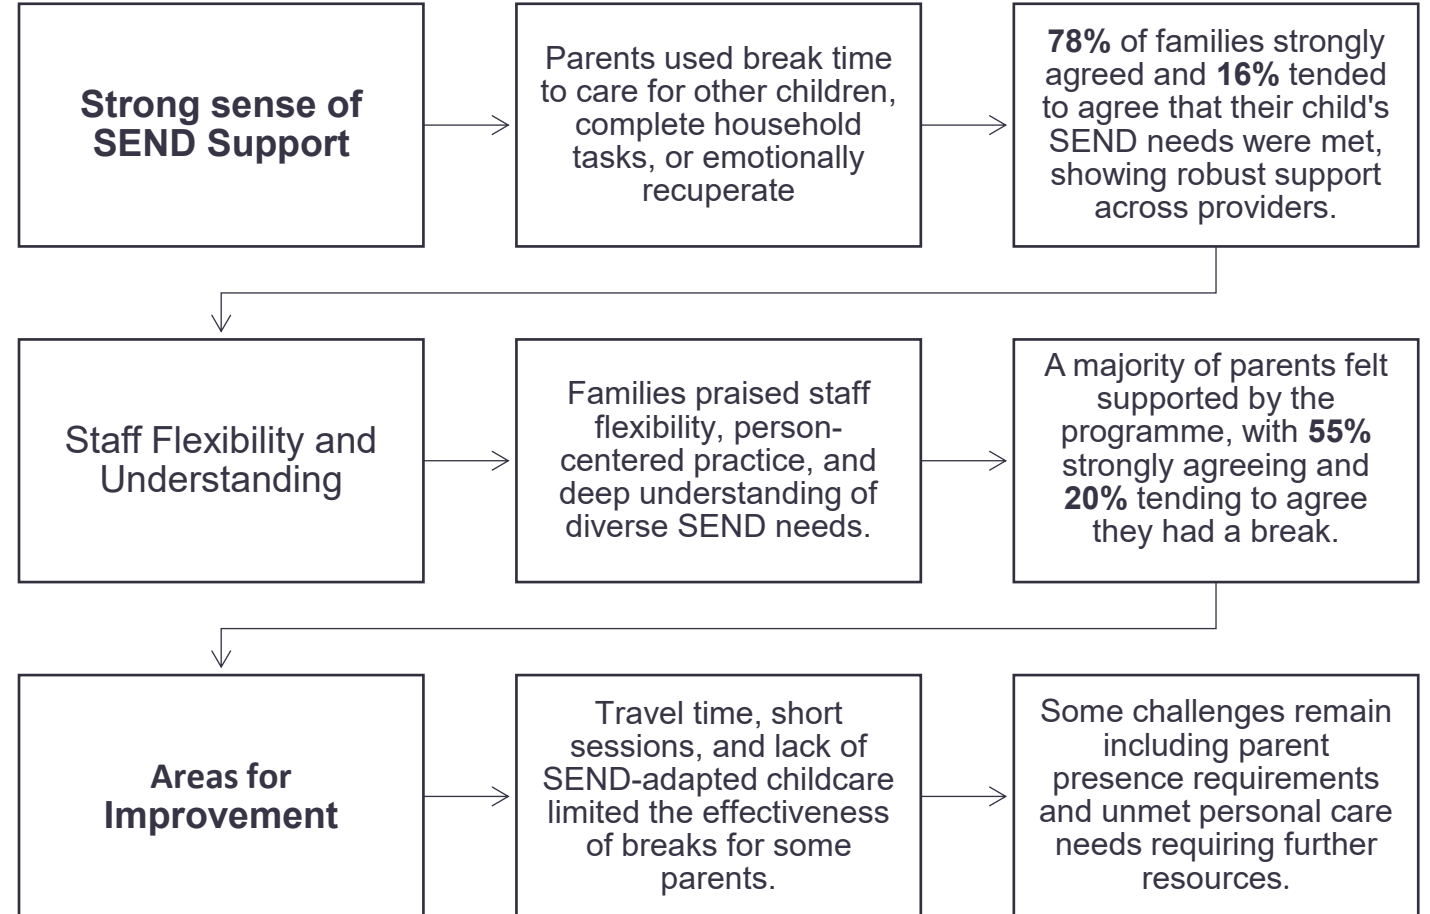 Strong sense of
SEND Support
Parents used break time
to care for other children,
complete household
tasks, or emotionally
recuperate
78% of families strongly
agreed and 16% tended
to agree that their child's
SEND needs were met,
showing robust support
across providers.
Staff Flexibility and
Understanding
Families praised staff
flexibility, person-
centered practice, and
deep understanding of
diverse SEND needs.
A majority of parents felt
supported by the
programme, with 55%
strongly agreeing and
20% tending to agree
they had a break.
Areas for
Improvement
Travel time, short
sessions, and lack of
SEND-adapted childcare
limited the effectiveness
of breaks for some
parents.
Some challenges remain
including parent
presence requirements
and unmet personal care
needs requiring further
resources.